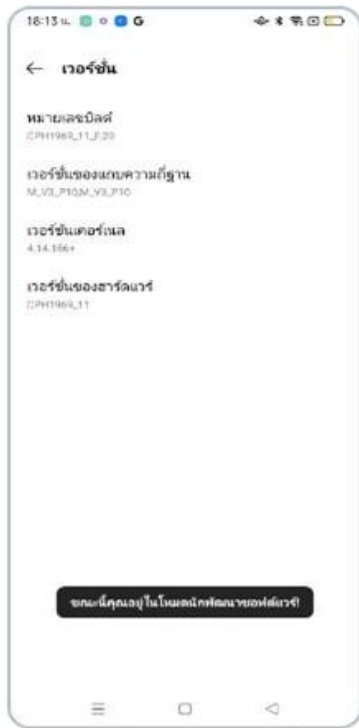 18:13 น. G
เวอร์ชั่น
หมายเลขบิลด์
CPH1969_11_F.20
เวอร์ชั่นของแถบความถี่ฐาน
M_V3_P10,M_V3_P10
เวอร์ชันเคอร์เนล
4.14.186+
เวอร์ชั่นของฮาร์ดแวร์
CPH1969_11
ขณะนี้คุณอยู่ในโหมดนักพัฒนาซอฟต์แวร์!